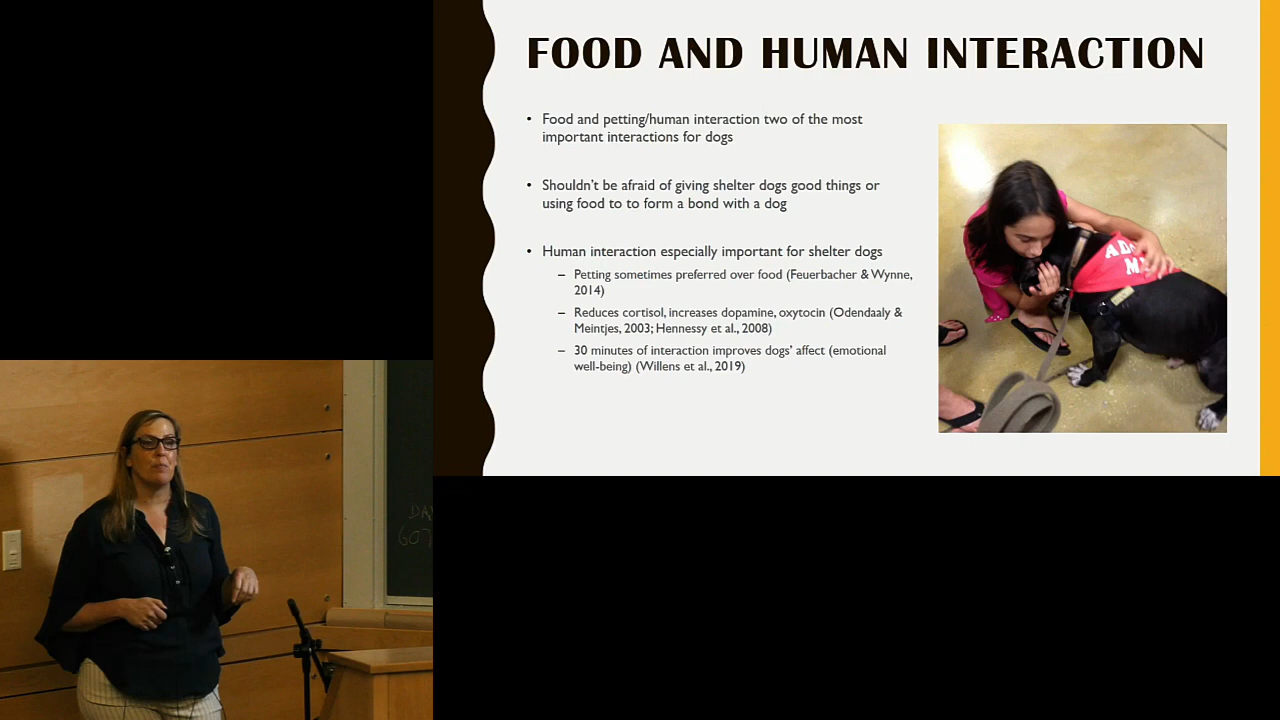 FOOD AND HUMAN INTERACTION
• Food and petting/human interaction two of the most
important interactions for dogs
• Shouldn't be afraid of giving shelter dogs good things or
using food to to form a bond with a dog
• Human interaction especially important for shelter dogs
– Petting sometimes preferred over food (Feuerbacher & Wynne,
2014)
– Reduces cortisol, increases dopamine, oxytocin (Odendaaly &
Meintjes, 2003; Hennessy et al., 2008)
– 30 minutes of interaction improves dogs' affect (emotional
well-being) (Willens et al., 2019)